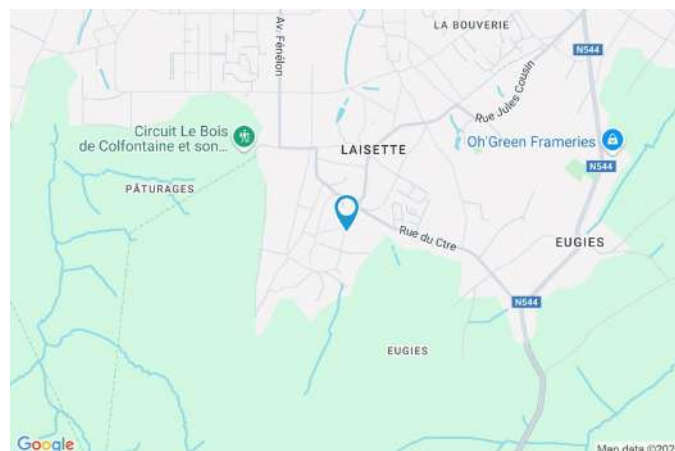 LA BOUVERIE
N544
Av. Fénélon
Rue Jules Cousin
Circuit Le Bois
de Colfontaine et son...
Oh'Green Frameries
LAISETTE
N544
PÂTURAGES
Rue du Ctre
EUGIES
N544
EUGIES
Google
Map data ©202